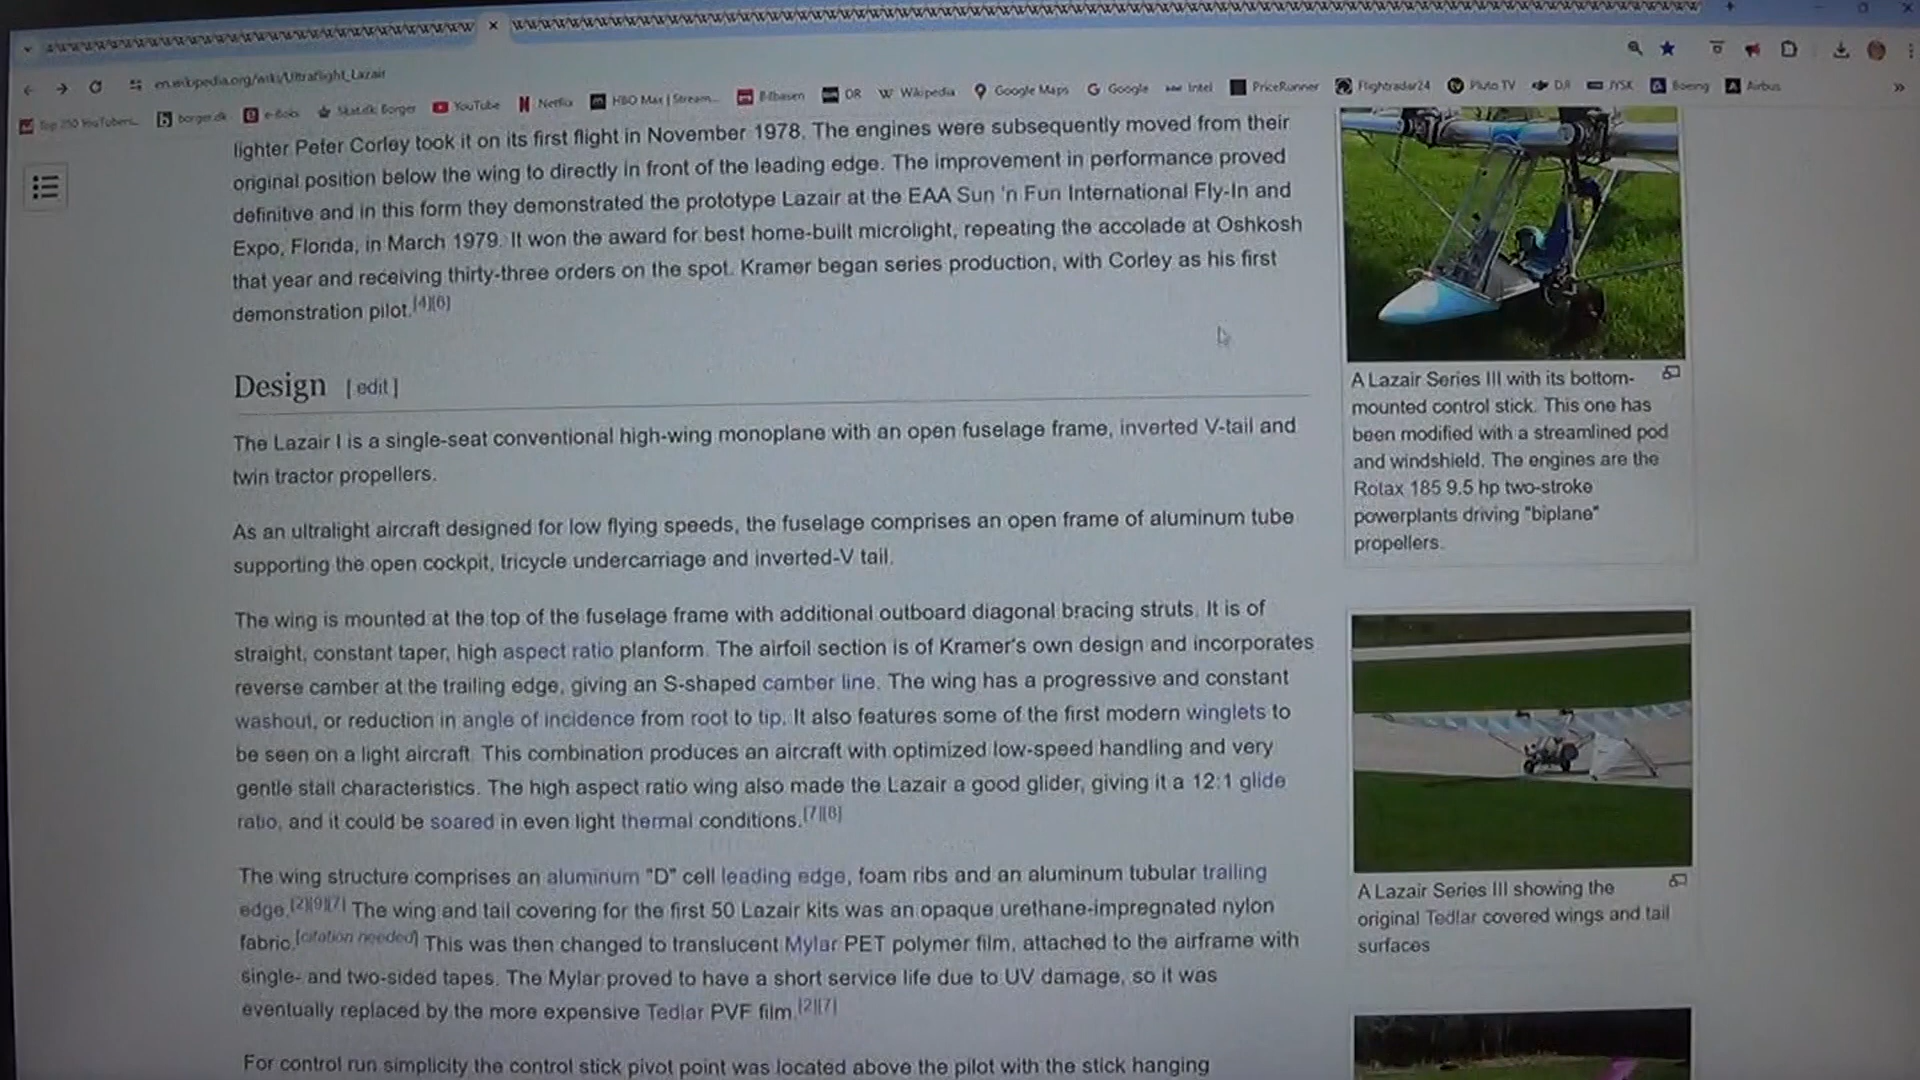 en.wikipedia.org/wiki/Ultraflight_Lazair
Top 250 YouTubers... borger.dk e-Boks Skat.dk: Borger YouTube Netflix HBO Max | Stream... Bilbasen DR Wikipedia Google Maps Google Intel PriceRunner Flightradar24 Pluto TV DJI JYSK Boeing Airbus
lighter Peter Corley took it on its first flight in November 1978. The engines were subsequently moved from their
original position below the wing to directly in front of the leading edge. The improvement in performance proved
definitive and in this form they demonstrated the prototype Lazair at the EAA Sun 'n Fun International Fly-In and
Expo, Florida, in March 1979. It won the award for best home-built microlight, repeating the accolade at Oshkosh
that year and receiving thirty-three orders on the spot. Kramer began series production, with Corley as his first
demonstration pilot.[4][6]
Design [ edit ]
The Lazair I is a single-seat conventional high-wing monoplane with an open fuselage frame, inverted V-tail and
twin tractor propellers.
As an ultralight aircraft designed for low flying speeds, the fuselage comprises an open frame of aluminum tube
supporting the open cockpit, tricycle undercarriage and inverted-V tail.
The wing is mounted at the top of the fuselage frame with additional outboard diagonal bracing struts. It is of
straight, constant taper, high aspect ratio planform. The airfoil section is of Kramer's own design and incorporates
reverse camber at the trailing edge, giving an S-shaped camber line. The wing has a progressive and constant
washout, or reduction in angle of incidence from root to tip. It also features some of the first modern winglets to
be seen on a light aircraft. This combination produces an aircraft with optimized low-speed handling and very
gentle stall characteristics. The high aspect ratio wing also made the Lazair a good glider, giving it a 12:1 glide
ratio, and it could be soared in even light thermal conditions.[7][8]
The wing structure comprises an aluminum "D" cell leading edge, foam ribs and an aluminum tubular trailing
edge.[2][9][7] The wing and tail covering for the first 50 Lazair kits was an opaque urethane-impregnated nylon
fabric.[citation needed] This was then changed to translucent Mylar PET polymer film, attached to the airframe with
single- and two-sided tapes. The Mylar proved to have a short service life due to UV damage, so it was
eventually replaced by the more expensive Tedlar PVF film.[2][7]
For control run simplicity the control stick pivot point was located above the pilot with the stick hanging
A Lazair Series III with its bottom-
mounted control stick. This one has
been modified with a streamlined pod
and windshield. The engines are the
Rotax 185 9.5 hp two-stroke
powerplants driving "biplane"
propellers.
A Lazair Series III showing the
original Tedlar covered wings and tail
surfaces